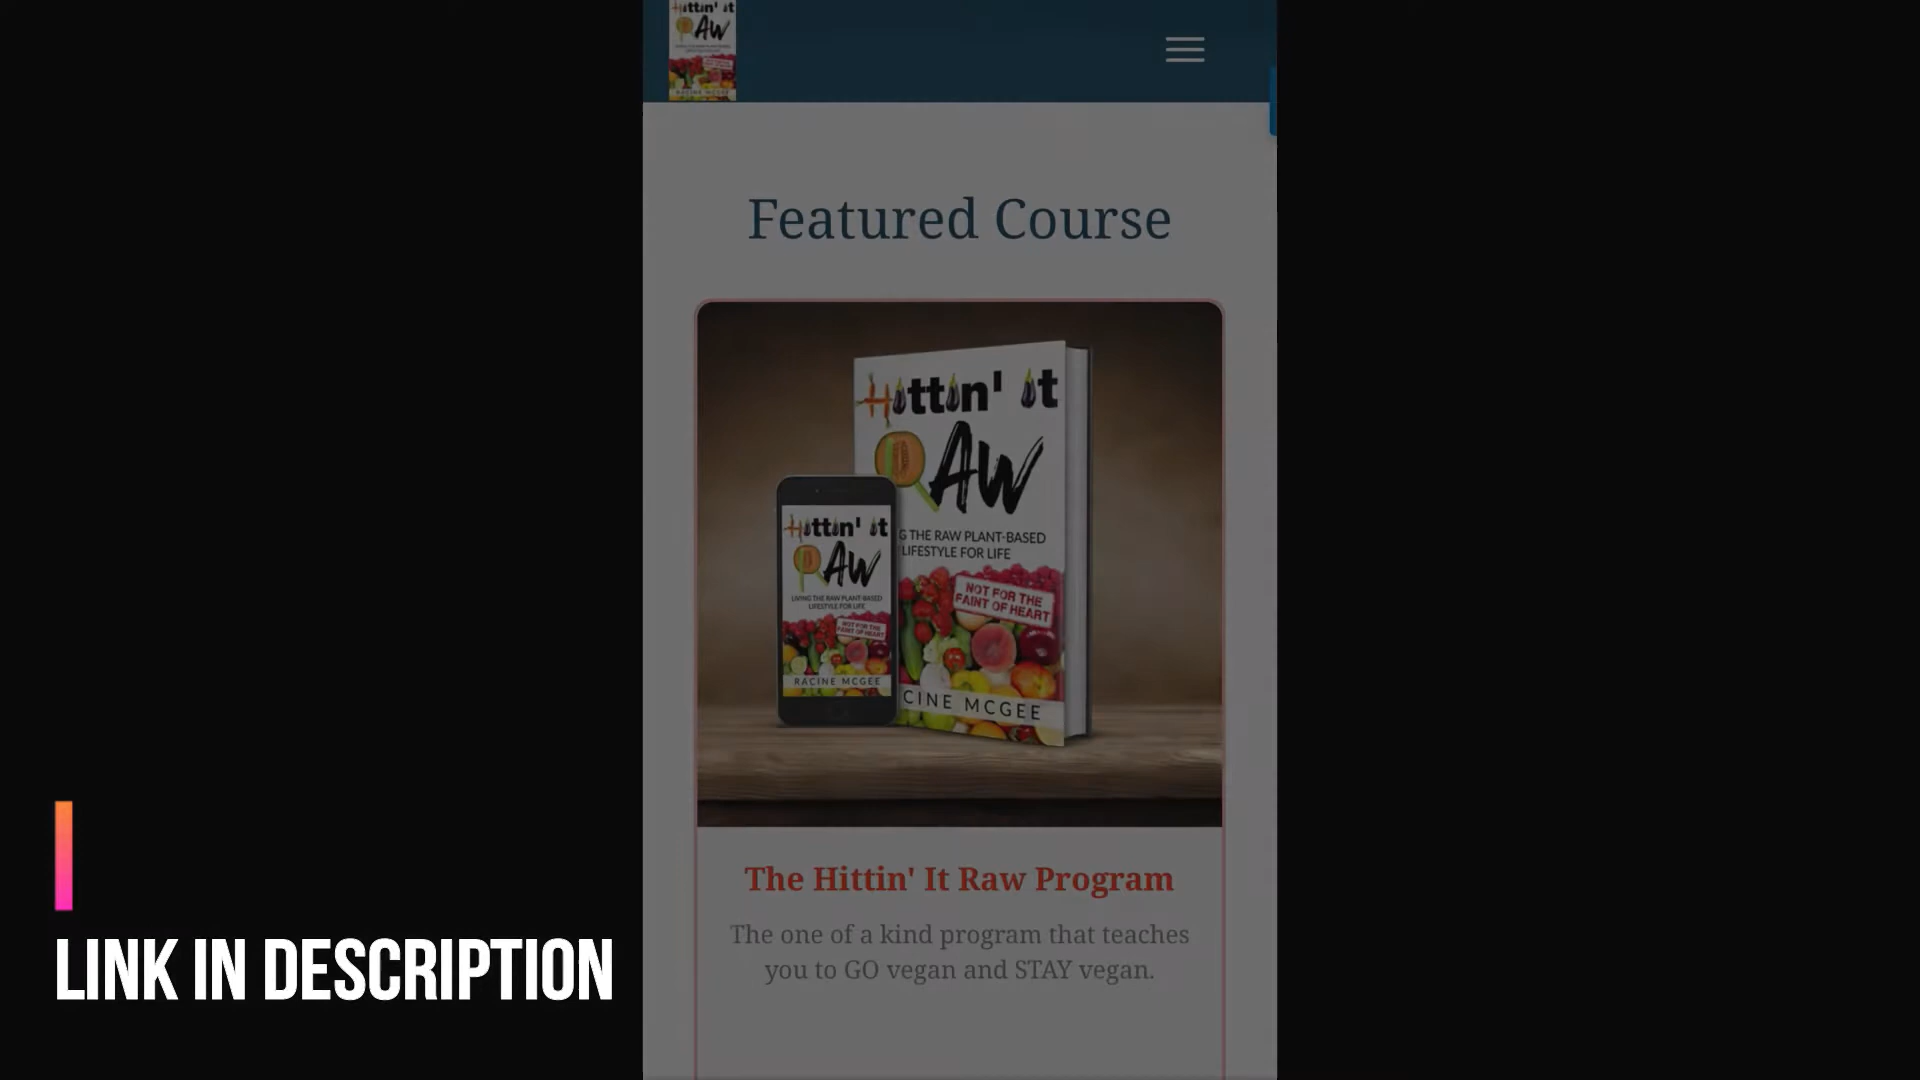 Hittin' it
RAW
Featured Course
Hittin' it
RAW
G THE RAW PLANT-BASED
LIFESTYLE FOR LIFE
NOT FOR THE
FAINT OF HEART
CINE MCGEE
Hittin' it
RAW
LIVING THE RAW PLANT-BASED
LIFESTYLE FOR LIFE
NOT FOR THE
FAINT OF HEART
RACINE MCGEE
The Hittin' It Raw Program
The one of a kind program that teaches
you to GO vegan and STAY vegan.
LINK IN DESCRIPTION